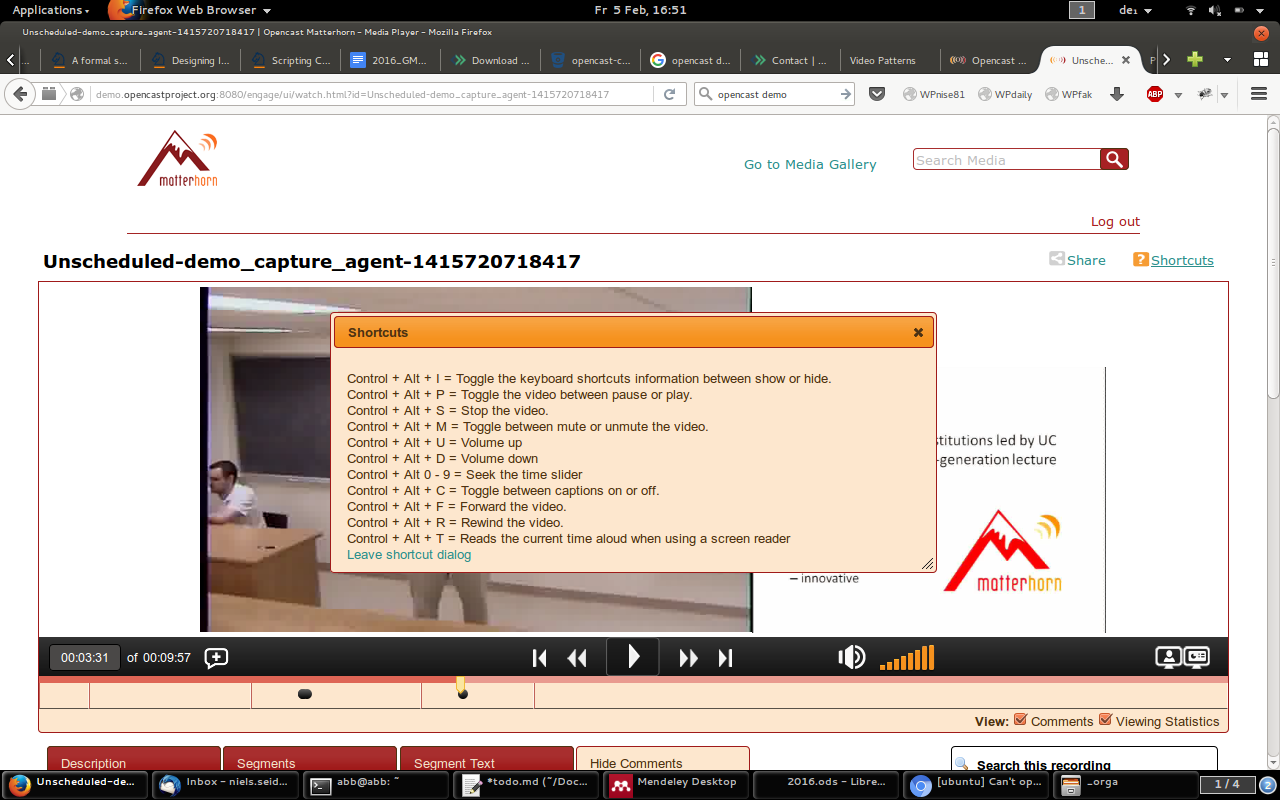 Applications
Firefox Web Browser
Fr 5 Feb, 16:51
1
de₁
Unscheduled-demo_capture_agent-1415720718417 | Opencast Matterhorn – Media Player – Mozilla Firefox
...
A formal s...
Designing I...
Scripting C...
2016_GM...
Download ...
opencast-c...
opencast d...
Contact | ...
Video Patterns
Opencast ...
Unsche...
demo.opencastproject.org:8080/engage/ui/watch.html?id=Unscheduled-demo_capture_agent-1415720718417
opencast demo
WPnise81
WPdaily
WPfak
ABP
matterhorn
Go to Media Gallery
Search Media
Log out
Unscheduled-demo_capture_agent-1415720718417
Share
? Shortcuts
Shortcuts
Control + Alt + I = Toggle the keyboard shortcuts information between show or hide.
Control + Alt + P = Toggle the video between pause or play.
Control + Alt + S = Stop the video.
Control + Alt + M = Toggle between mute or unmute the video.
Control + Alt + U = Volume up
Control + Alt + D = Volume down
Control + Alt 0 - 9 = Seek the time slider
Control + Alt + C = Toggle between captions on or off.
Control + Alt + F = Forward the video.
Control + Alt + R = Rewind the video.
Control + Alt + T = Reads the current time aloud when using a screen reader
Leave shortcut dialog
stitutions led by UC
-generation lecture
– innovative
matterhorn
00:03:31 of 00:09:57
View: Comments Viewing Statistics
Description
Segments
Segment Text
Hide Comments
Search this recording
Unscheduled-de...
Inbox – niels.seid...
abb@abb: ~
*todo.md (~/Doc...
Mendeley Desktop
2016.ods – Libre...
[ubuntu] Can't op...
_orga
1 / 4
2